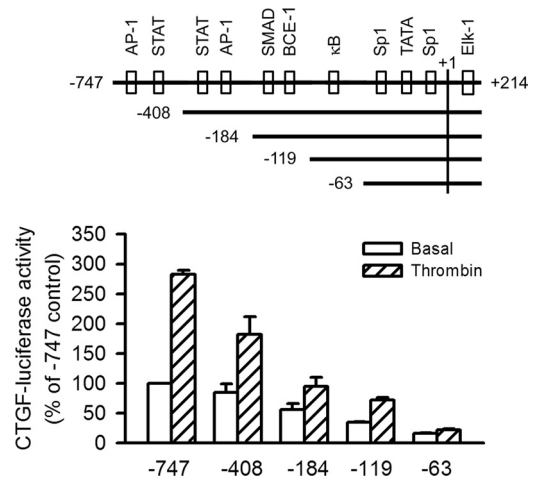 AP-1 STAT STAT AP-1 SMAD BCE-1 κB Sp1 TATA Sp1 Elk-1
+1
-747 +214
-408
-184
-119
-63
CTGF-luciferase activity
(% of -747 control)
350
300
250
200
150
100
50
0
Basal
Thrombin
-747 -408 -184 -119 -63